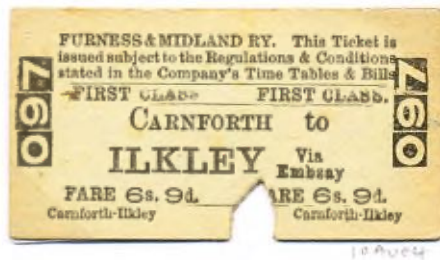 FURNESS & MIDLAND RY. This Ticket is
issued subject to the Regulations & Conditions
stated in the Company's Time Tables & Bills
FIRST CLASS FIRST CLASS.
CARNFORTH to
ILKLEY Via
Embsay
FARE 6s. 9d. FARE 6s. 9d.
Carnforth-Ilkley Carnforth-Ilkley
097
097